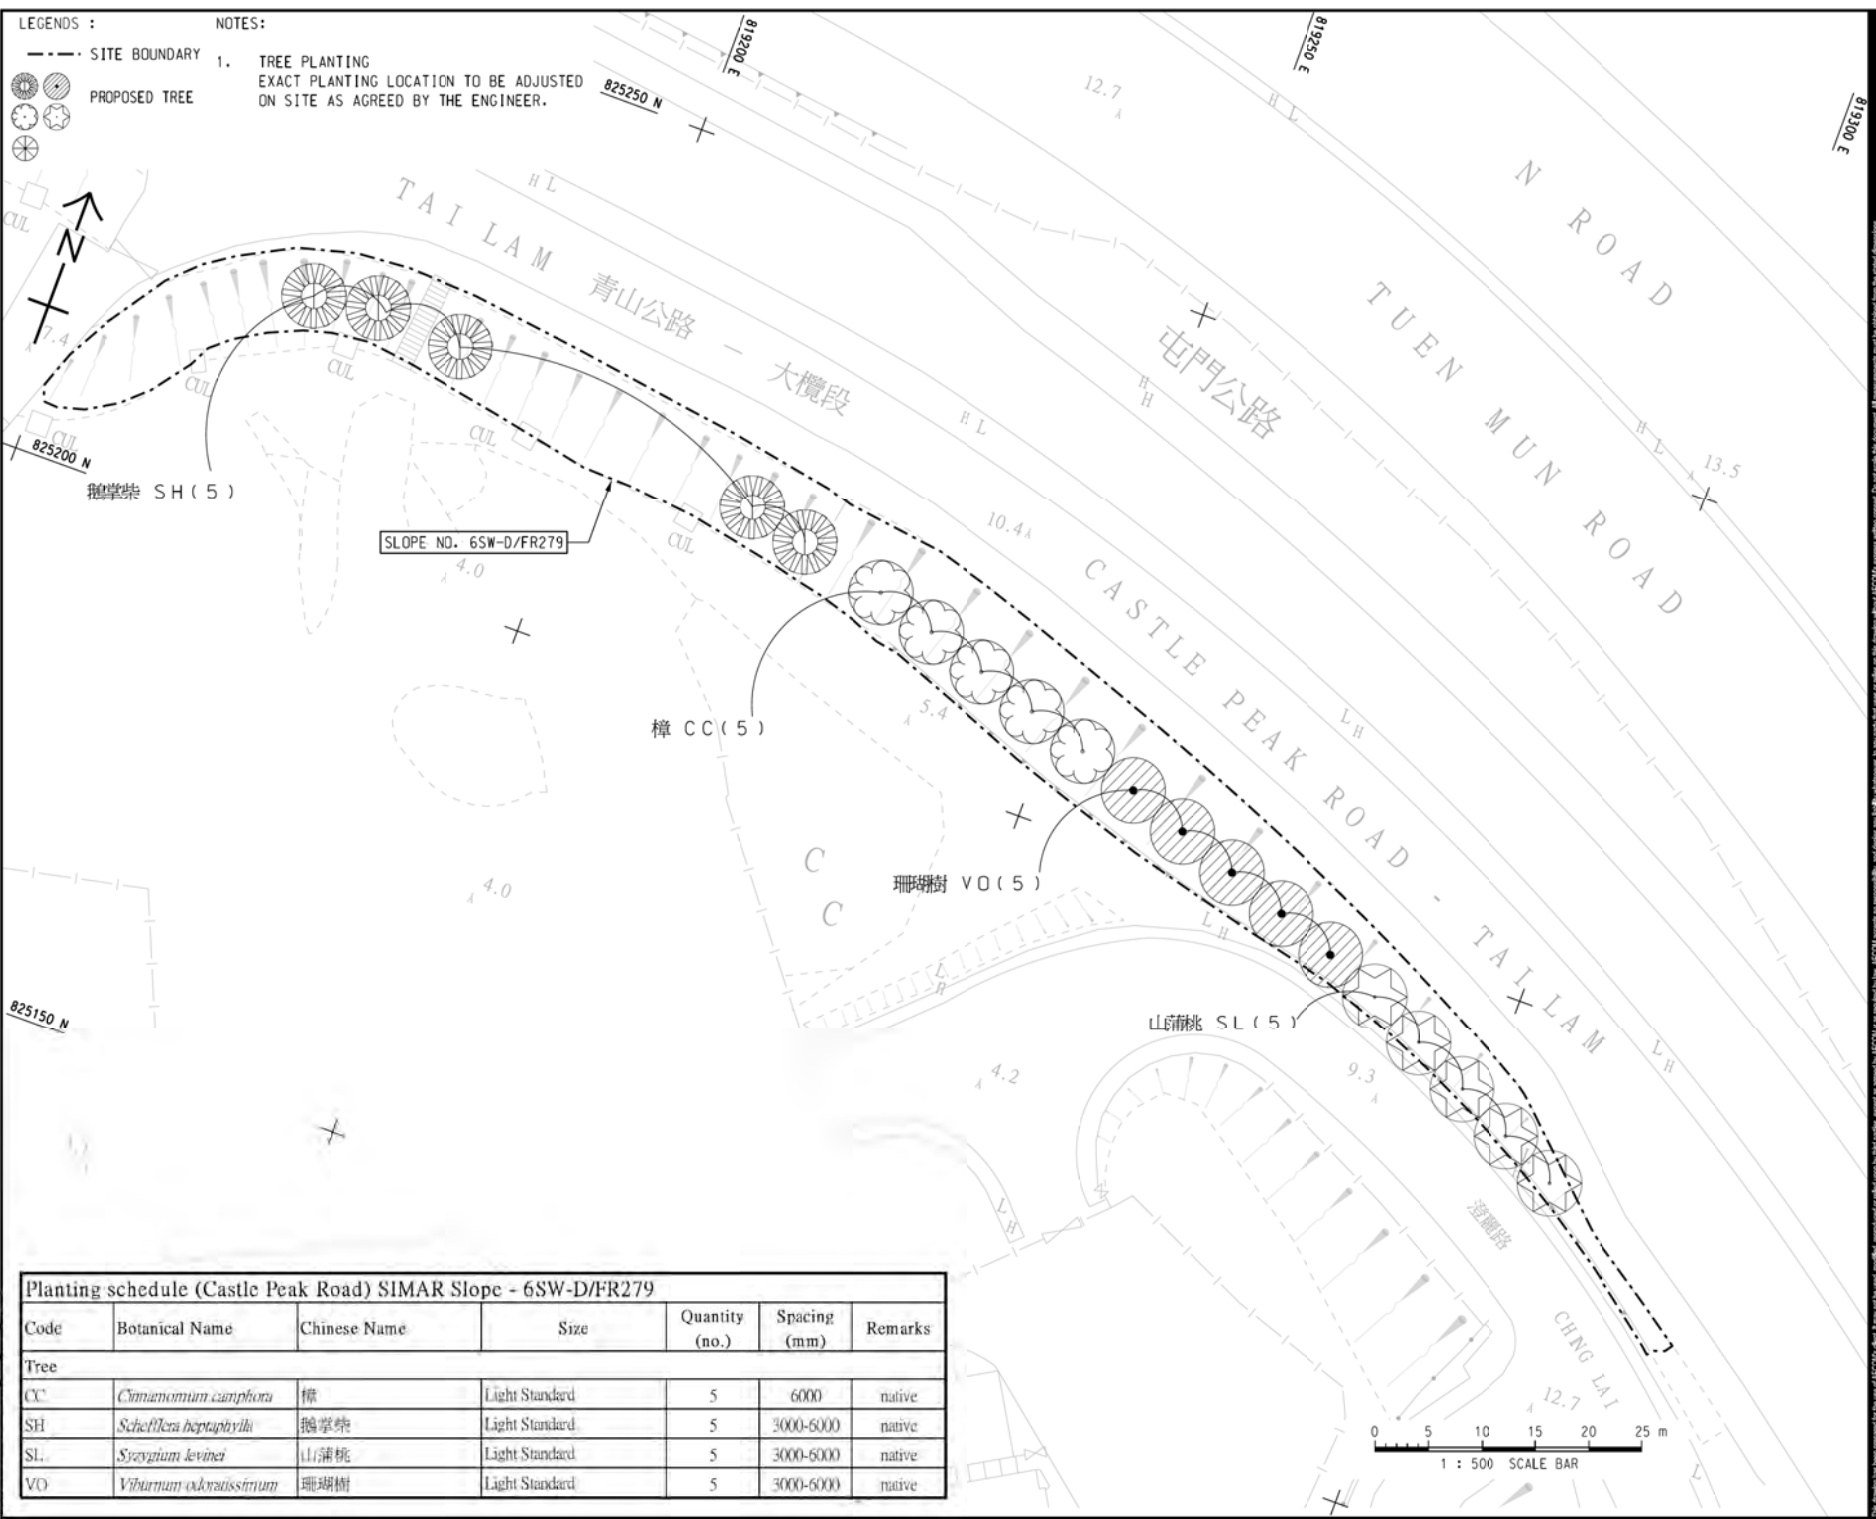 LEGENDS :
SITE BOUNDARY
PROPOSED TREE
NOTES:
1. TREE PLANTING
EXACT PLANTING LOCATION TO BE ADJUSTED
ON SITE AS AGREED BY THE ENGINEER.
819200 E
819250 E
819300 E
825250 N
12.7
H L
N ROAD
TUEN MUN ROAD
屯門公路
H L
13.5
N
CUL
7.4
CUL
825200 N
TAI LAM
H L
青山公路 - 大欖段
H L
H
H
CUL
CUL
CUL
CUL
鵝掌柴 SH(5)
SLOPE NO. 6SW-D/FR279
4.0
10.4
CASTLE PEAK ROAD - TAI LAM
5.4
樟 CC(5)
L H
C
C
珊瑚樹 VO(5)
4.0
L H
825150 N
山蒲桃 SL(5)
L H
4.2
9.3
L H
澄麗路
CHNG LAI
12.7
L
0 5 10 15 20 25 m
1 : 500 SCALE BAR
Planting schedule (Castle Peak Road) SIMAR Slope - 6SW-D/FR279
Code Botanical Name Chinese Name Size Quantity (no.) Spacing (mm) Remarks
Tree
CC Cinnamomum camphora 樟 Light Standard 5 6000 native
SH Schefflera heptaphylla 鵝掌柴 Light Standard 5 3000-6000 native
SL Syzygium levinei 山蒲桃 Light Standard 5 3000-6000 native
VO Viburnum odoratissimum 珊瑚樹 Light Standard 5 3000-6000 native